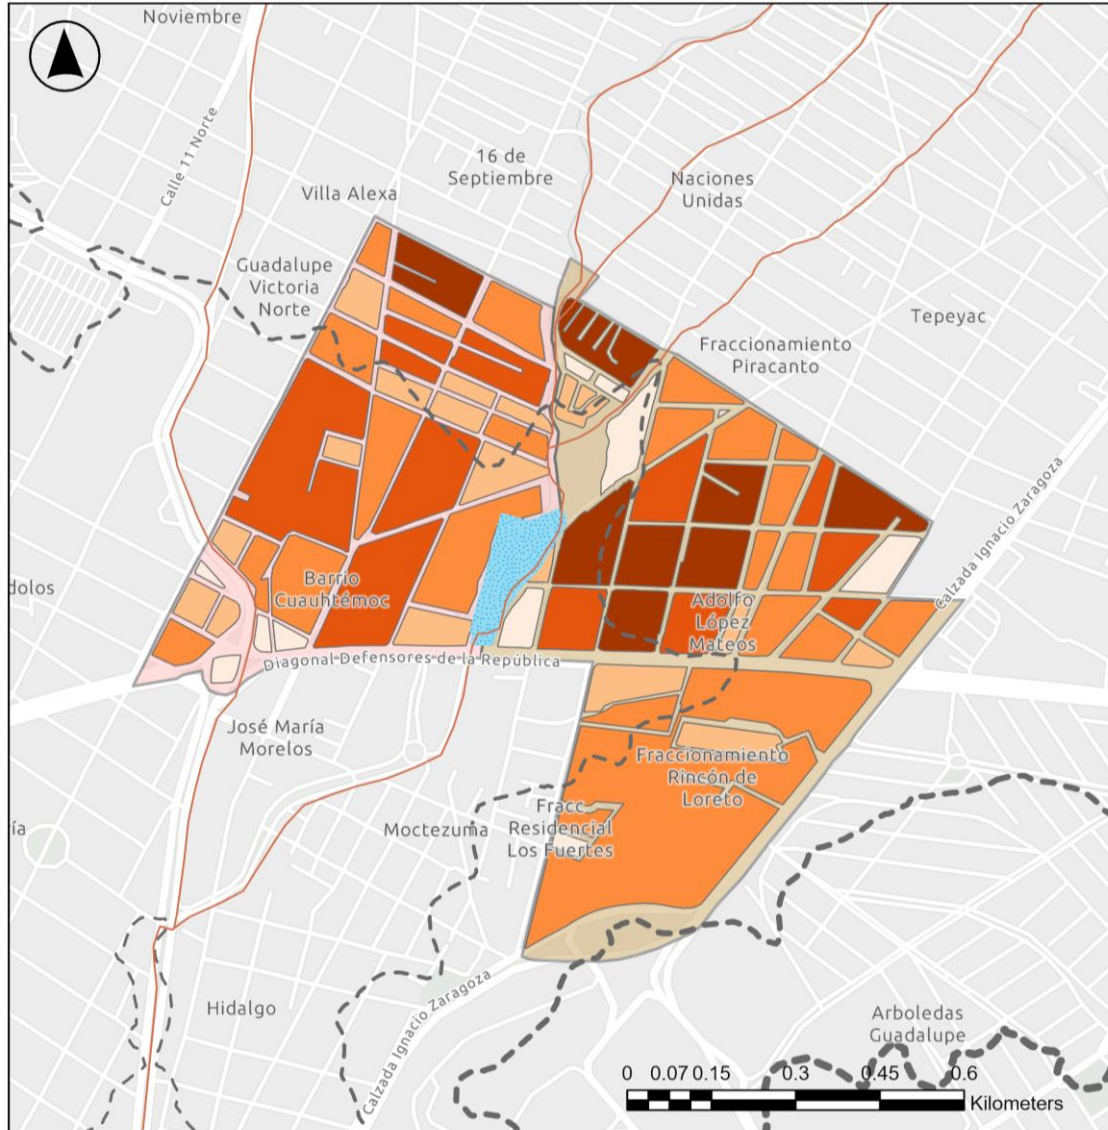 Noviembre
Calle 11 Norte
16 de
Septiembre
Naciones
Unidas
Villa Alexa
Guadalupe
Victoria
Norte
Tepeyac
Fraccionamiento
Piracanto
Calzada Ignacio Zaragoza
dolos
Barrio
Cuauhtémoc
Adolfo
López
Mateos
Diagonal Defensores de la República
José María
Morelos
Fraccionamiento
Rincón de
Loreto
Fracc
Residencial
Los Fuertes
Moctezuma
ía
Calzada Ignacio Zaragoza
Hidalgo
Arboledas
Guadalupe
0 0.07 0.15 0.3 0.45 0.6
Kilometers